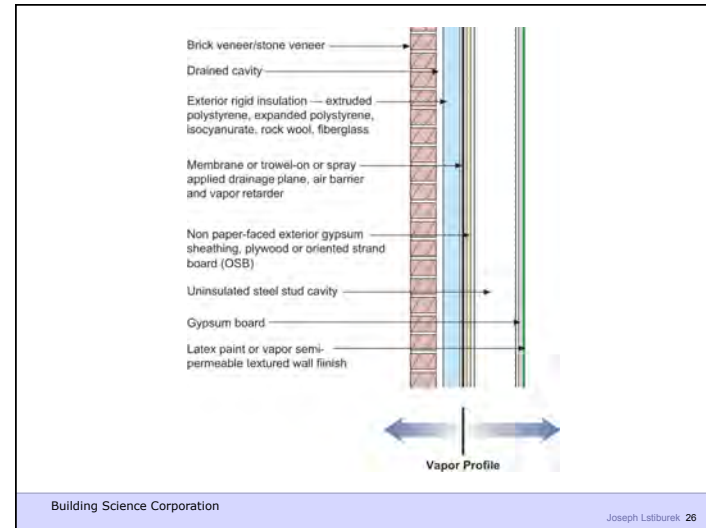 Brick veneer/stone veneer
Drained cavity
Exterior rigid insulation — extruded
polystyrene, expanded polystyrene,
isocyanurate, rock wool, fiberglass
Membrane or trowel-on or spray
applied drainage plane, air barrier
and vapor retarder
Non paper-faced exterior gypsum
sheathing, plywood or oriented strand
board (OSB)
Uninsulated steel stud cavity
Gypsum board
Latex paint or vapor semi-
permeable textured wall fiinish
Vapor Profile
Building Science Corporation
Joseph Lstiburek 26